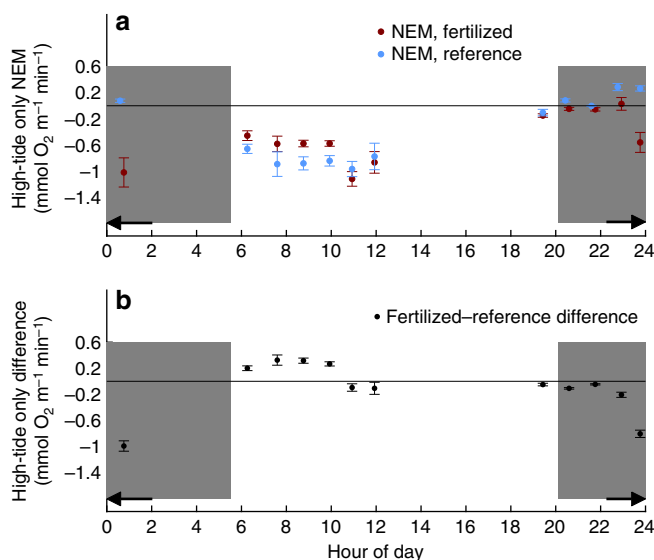 a
NEM, fertilized
NEM, reference
High-tide only NEM
(mmol O₂ m⁻¹ min⁻¹)
0.6
0.2
−0.2
−0.6
−1
−1.4
0 2 4 6 8 10 12 14 16 18 20 22 24
b
Fertilized–reference difference
High-tide only difference
(mmol O₂ m⁻¹ min⁻¹)
0.6
0.2
−0.2
−0.6
−1
−1.4
0 2 4 6 8 10 12 14 16 18 20 22 24
Hour of day